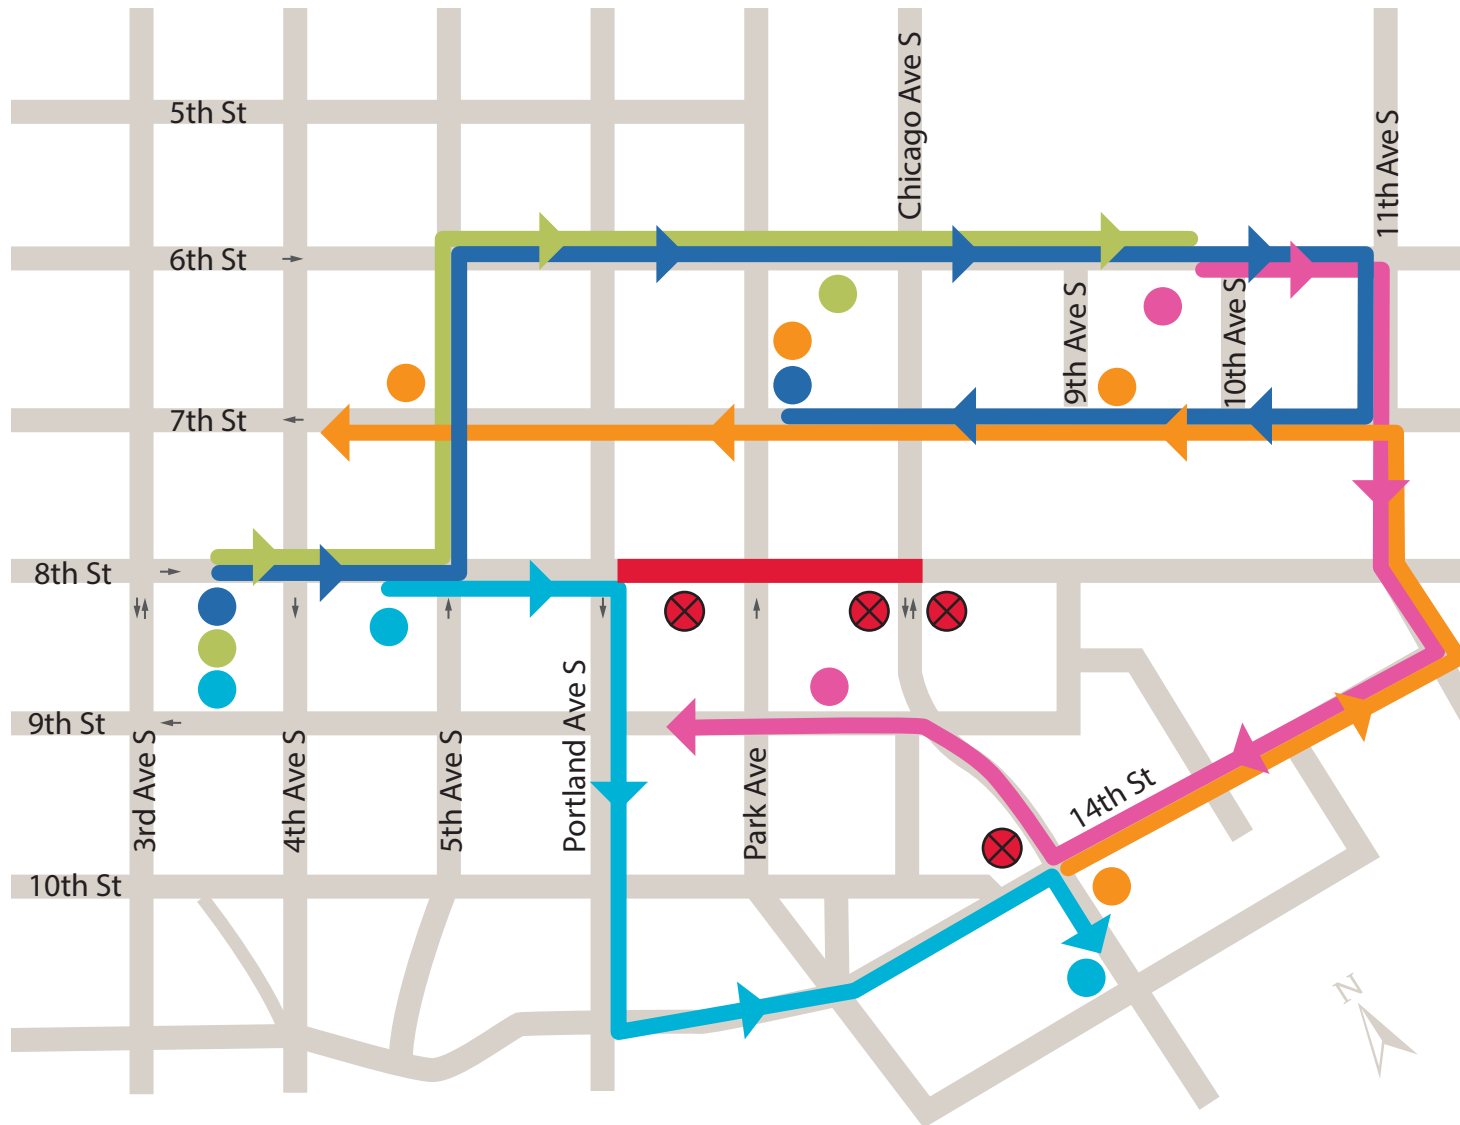 Chicago Ave S
11th Ave S
5th St
6th St
9th Ave S
10th Ave S
7th St
8th St
9th St
3rd Ave S
4th Ave S
5th Ave S
Portland Ave S
Park Ave
14th St
10th St
N